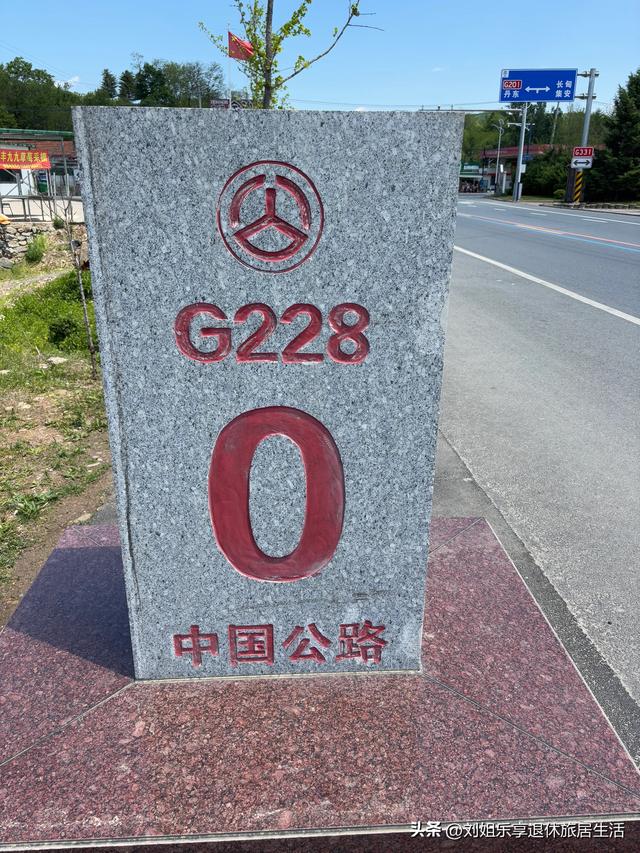 G201
丹东
长甸
集安
G331
G228
0
中国公路
头条 @刘姐乐享退休旅居生活